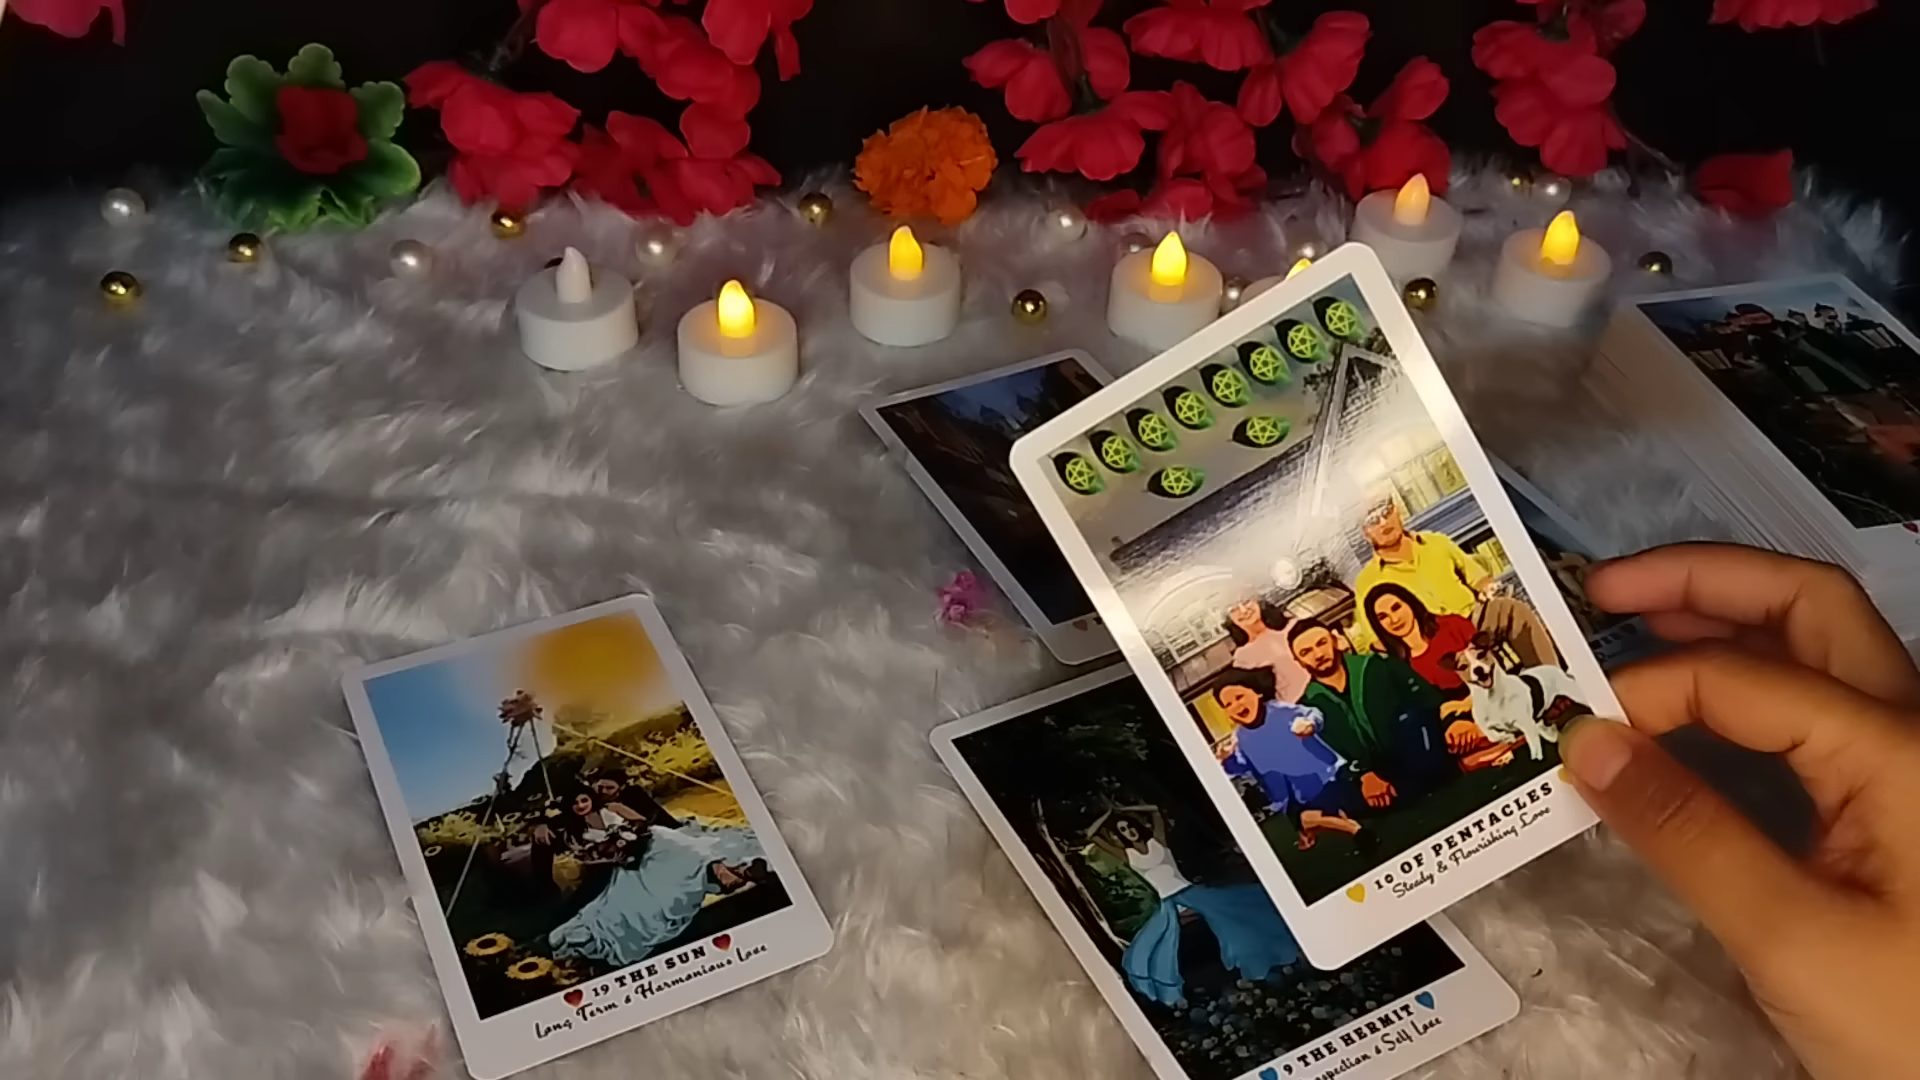 10 OF PENTACLES
Steady & Flourishing Love
19 THE SUN
Long Term & Harmonious Love
9 THE HERMIT
& Self Love